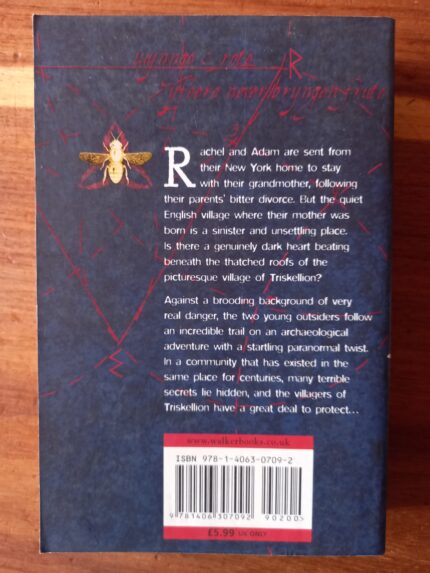 R
Rachel and Adam are sent from
their New York home to stay
with their grandmother, following
their parents' bitter divorce. But the quiet
English village where their mother was
born is a sinister and unsettling place.
Is there a genuinely dark heart beating
beneath the thatched roofs of the
picturesque village of Triskellion?
Against a brooding background of very
real danger, the two young outsiders follow
an incredible trail on an archaeological
adventure with a startling paranormal twist.
In a community that has existed in the
same place for centuries, many terrible
secrets lie hidden, and the villagers of
Triskellion have a great deal to protect...
www.walkerbooks.co.uk
ISBN 978-1-4063-0709-2
9 781406 307092
90200>
£5.99 UK ONLY